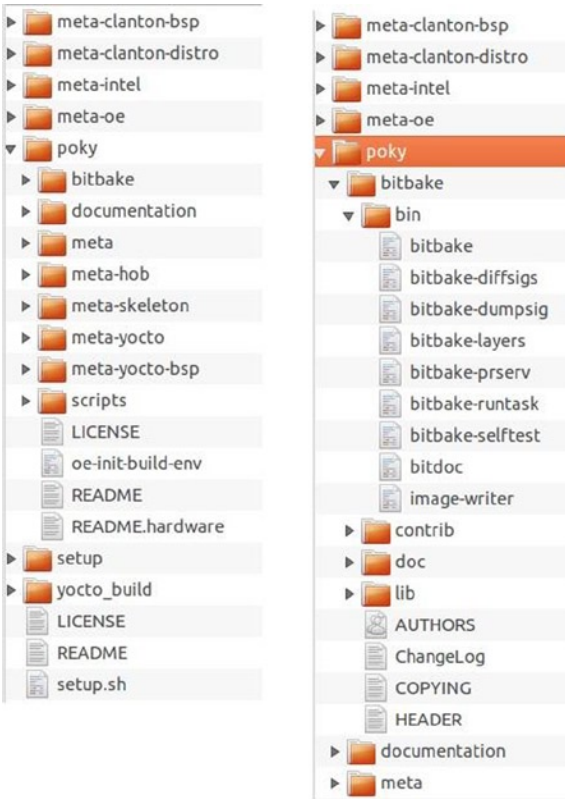 meta-clanton-bsp
meta-clanton-distro
meta-intel
meta-oe
poky
bitbake
documentation
meta
meta-hob
meta-skeleton
meta-yocto
meta-yocto-bsp
scripts
LICENSE
oe-init-build-env
README
README.hardware
setup
yocto_build
LICENSE
README
setup.sh
meta-clanton-bsp
meta-clanton-distro
meta-intel
meta-oe
poky
bitbake
bin
bitbake
bitbake-diffsigs
bitbake-dumpsig
bitbake-layers
bitbake-prserv
bitbake-runtask
bitbake-selftest
bitdoc
image-writer
contrib
doc
lib
AUTHORS
ChangeLog
COPYING
HEADER
documentation
meta